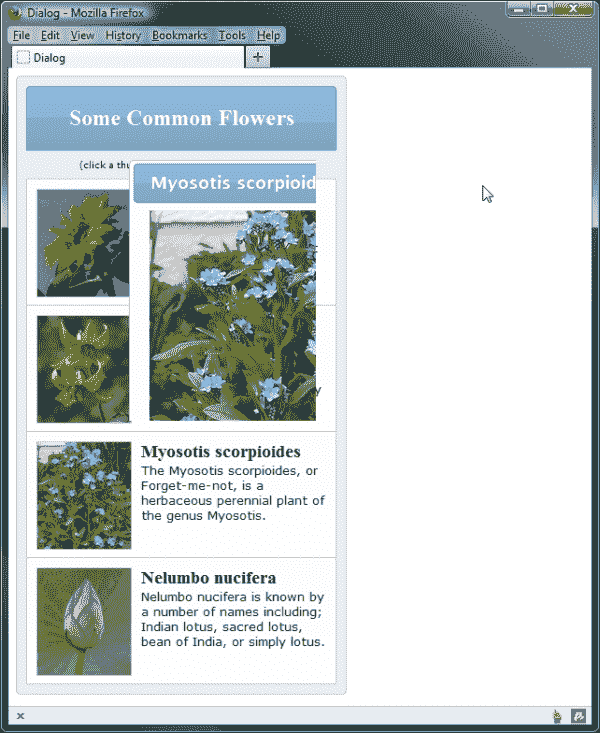 Dialog - Mozilla Firefox
File Edit View History Bookmarks Tools Help
Dialog
Some Common Flowers
(click a thu
Myosotis scorpioid
y
Myosotis scorpioides
The Myosotis scorpioides, or
Forget-me-not, is a
herbaceous perennial plant of
the genus Myosotis.
Nelumbo nucifera
Nelumbo nucifera is known by
a number of names including;
Indian lotus, sacred lotus,
bean of India, or simply lotus.